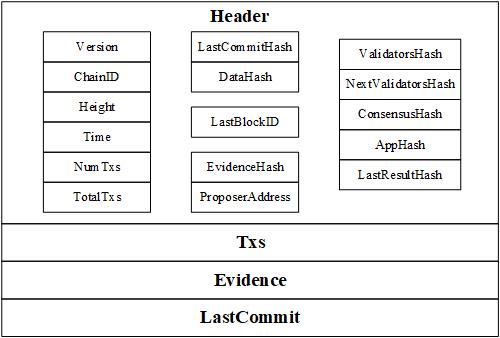 Header
Version
ChainID
Height
Time
NumTxs
TotalTxs
LastCommitHash
DataHash
LastBlockID
EvidenceHash
ProposerAddress
ValidatorsHash
NextValidatorsHash
ConsensusHash
AppHash
LastResultHash
Txs
Evidence
LastCommit